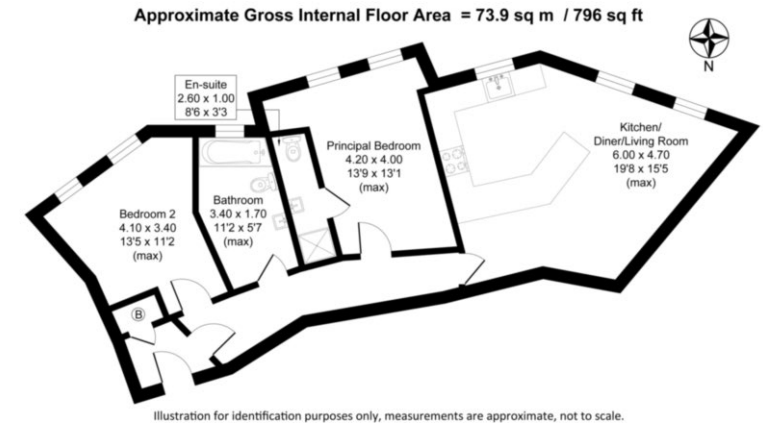 Approximate Gross Internal Floor Area = 73.9 sq m / 796 sq ft
N
En-suite
2.60 x 1.00
8'6 x 3'3
Principal Bedroom
4.20 x 4.00
13'9 x 13'1
(max)
Kitchen/
Diner/Living Room
6.00 x 4.70
19'8 x 15'5
(max)
Bathroom
3.40 x 1.70
11'2 x 5'7
(max)
Bedroom 2
4.10 x 3.40
13'5 x 11'2
(max)
B
Illustration for identification purposes only, measurements are approximate, not to scale.